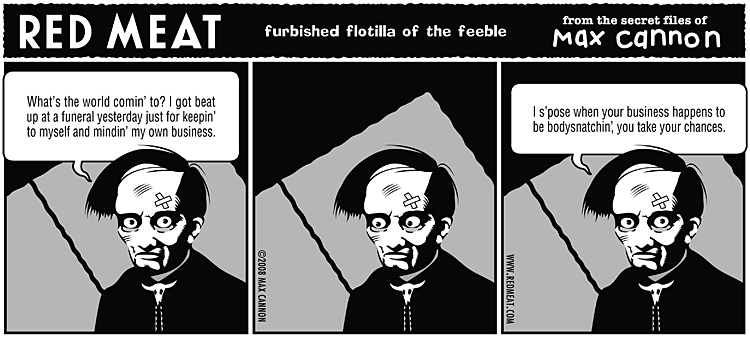 RED MEAT
furbished flotilla of the feeble
from the secret files of
Max cannon
What's the world comin' to? I got beat
up at a funeral yesterday just for keepin'
to myself and mindin' my own business.
©2008 MAX CANNON
I s'pose when your business happens to
be bodysnatchin', you take your chances.
WWW.REDMEAT.COM